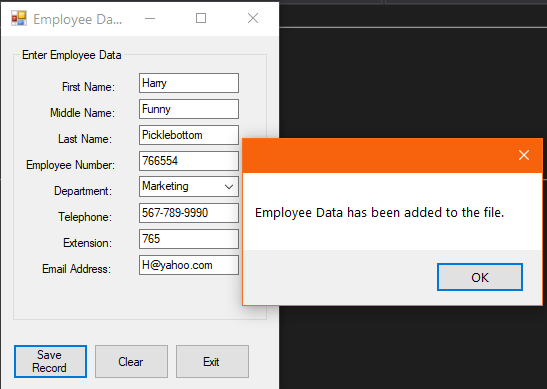 Employee Da...
Enter Employee Data
First Name: Harry
Middle Name: Funny
Last Name: Picklebottom
Employee Number: 766554
Department: Marketing
Telephone: 567-789-9990
Extension: 765
Email Address: H@yahoo.com
Save
Record
Clear
Exit
Employee Data has been added to the file.
OK